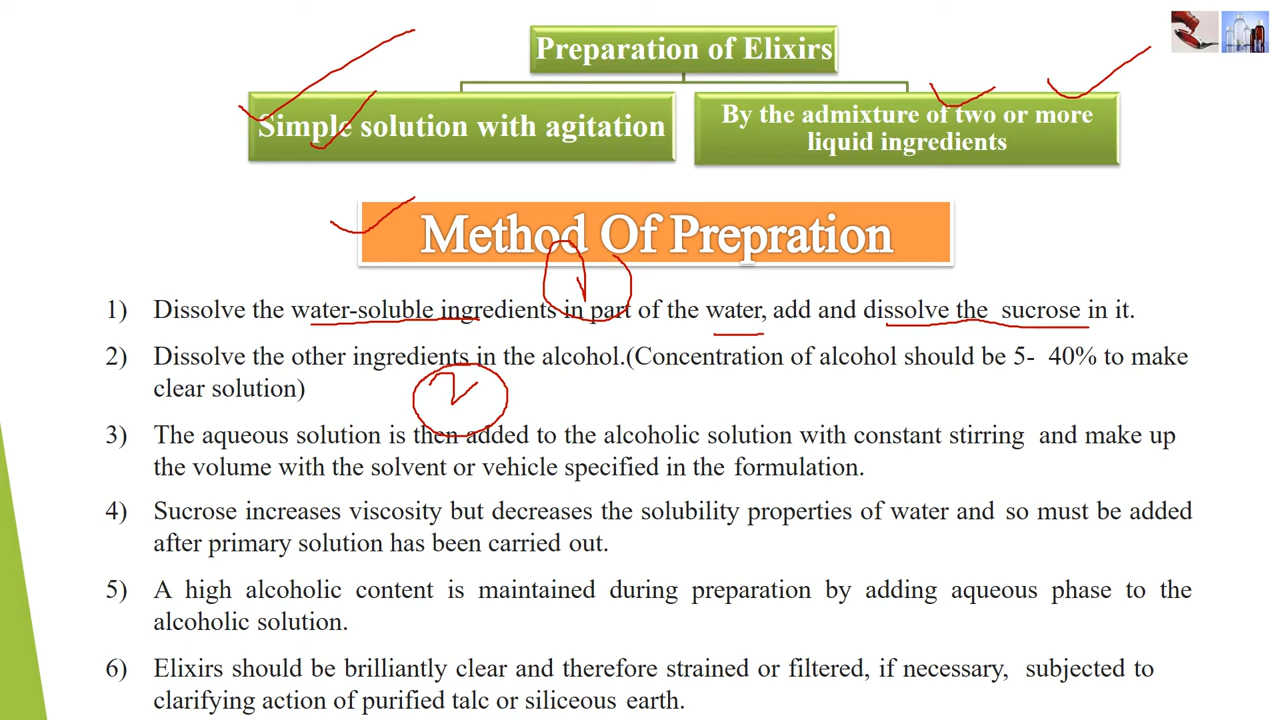 Preparation of Elixirs
Simple solution with agitation
By the admixture of two or more
liquid ingredients
Method Of Prepration
1
1) Dissolve the water-soluble ingredients in part of the water, add and dissolve the sucrose in it.
2) Dissolve the other ingredients in the alcohol.(Concentration of alcohol should be 5- 40% to make
clear solution)
2
3) The aqueous solution is then added to the alcoholic solution with constant stirring and make up
the volume with the solvent or vehicle specified in the formulation.
4) Sucrose increases viscosity but decreases the solubility properties of water and so must be added
after primary solution has been carried out.
5) A high alcoholic content is maintained during preparation by adding aqueous phase to the
alcoholic solution.
6) Elixirs should be brilliantly clear and therefore strained or filtered, if necessary, subjected to
clarifying action of purified talc or siliceous earth.